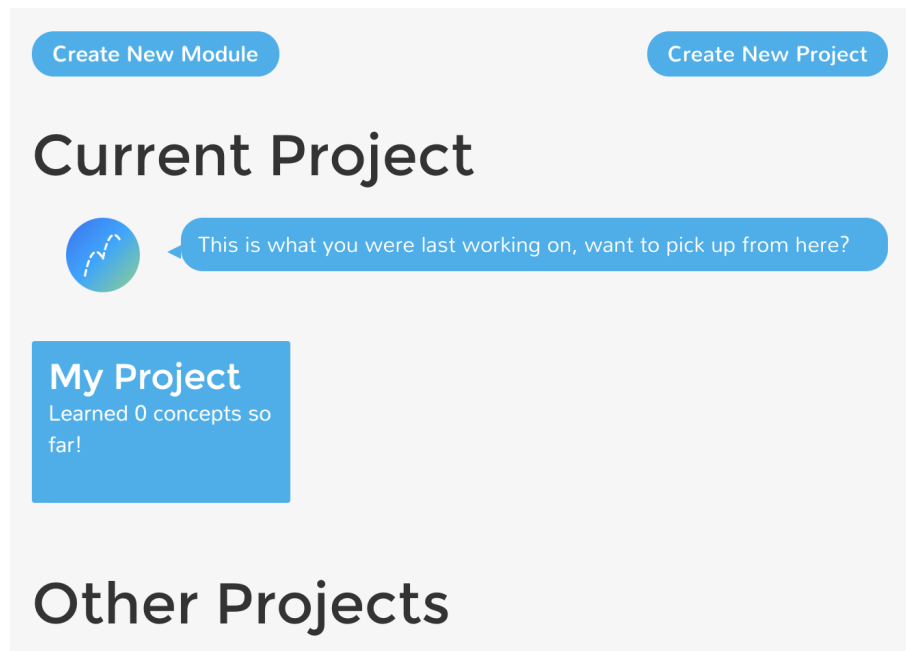 Create New Module
Create New Project
Current Project
This is what you were last working on, want to pick up from here?
My Project
Learned 0 concepts so
far!
Other Projects